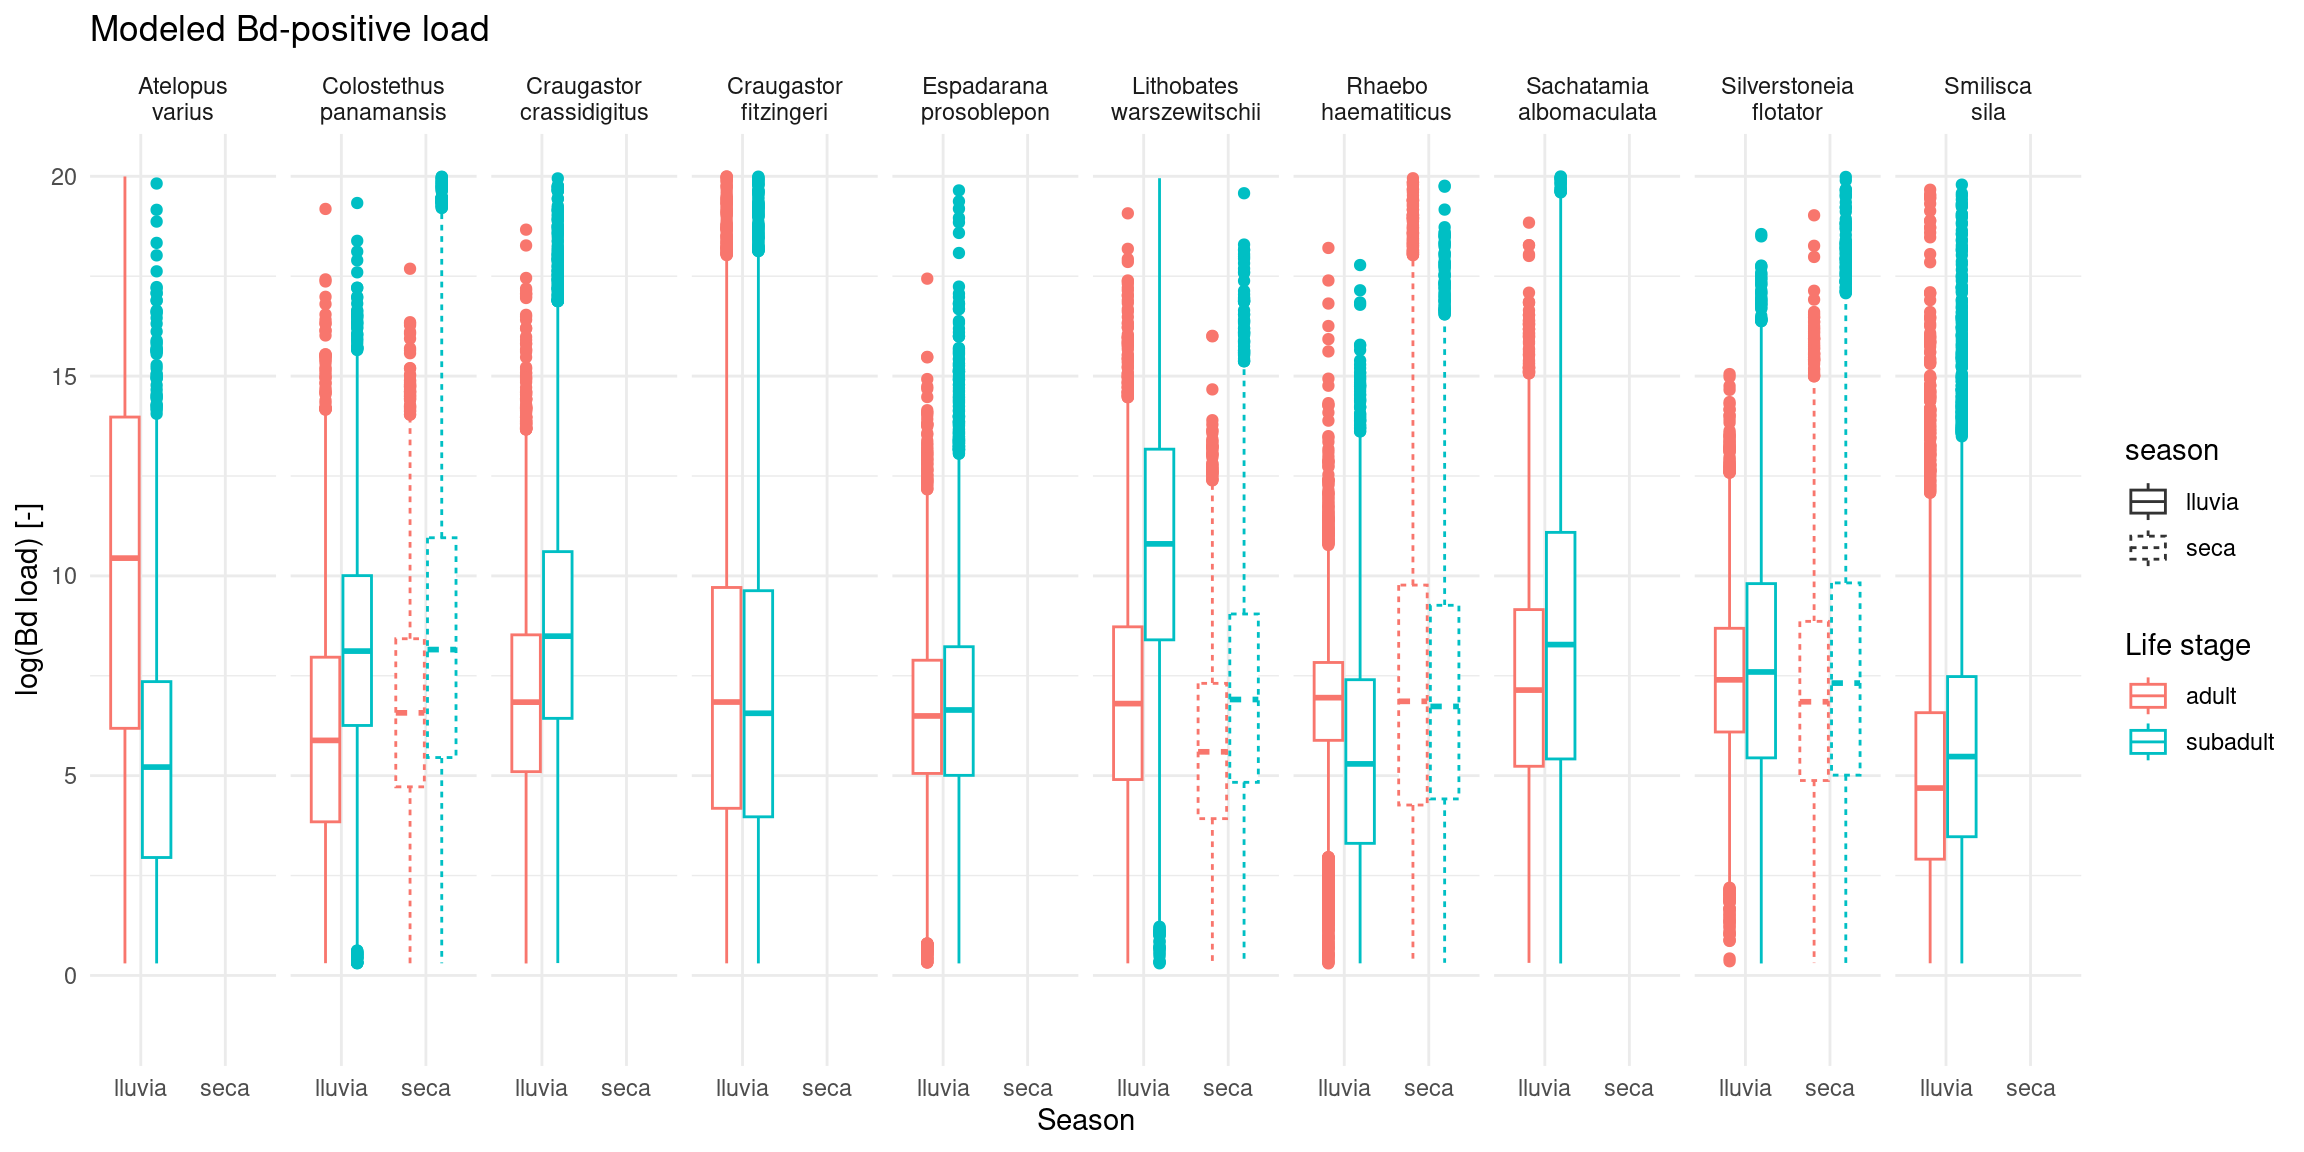 Modeled Bd-positive load
Atelopus
varius
Colostethus
panamansis
Craugastor
crassidigitus
Craugastor
fitzingeri
Espadarana
prosoblepon
Lithobates
warszewitschii
Rhaebo
haematiticus
Sachatamia
albomaculata
Silverstoneia
flotator
Smilisca
sila
log(Bd load) [-]
20
15
10
5
0
lluvia seca lluvia seca lluvia seca lluvia seca lluvia seca lluvia seca lluvia seca lluvia seca lluvia seca lluvia seca
Season
season
lluvia
seca
Life stage
adult
subadult